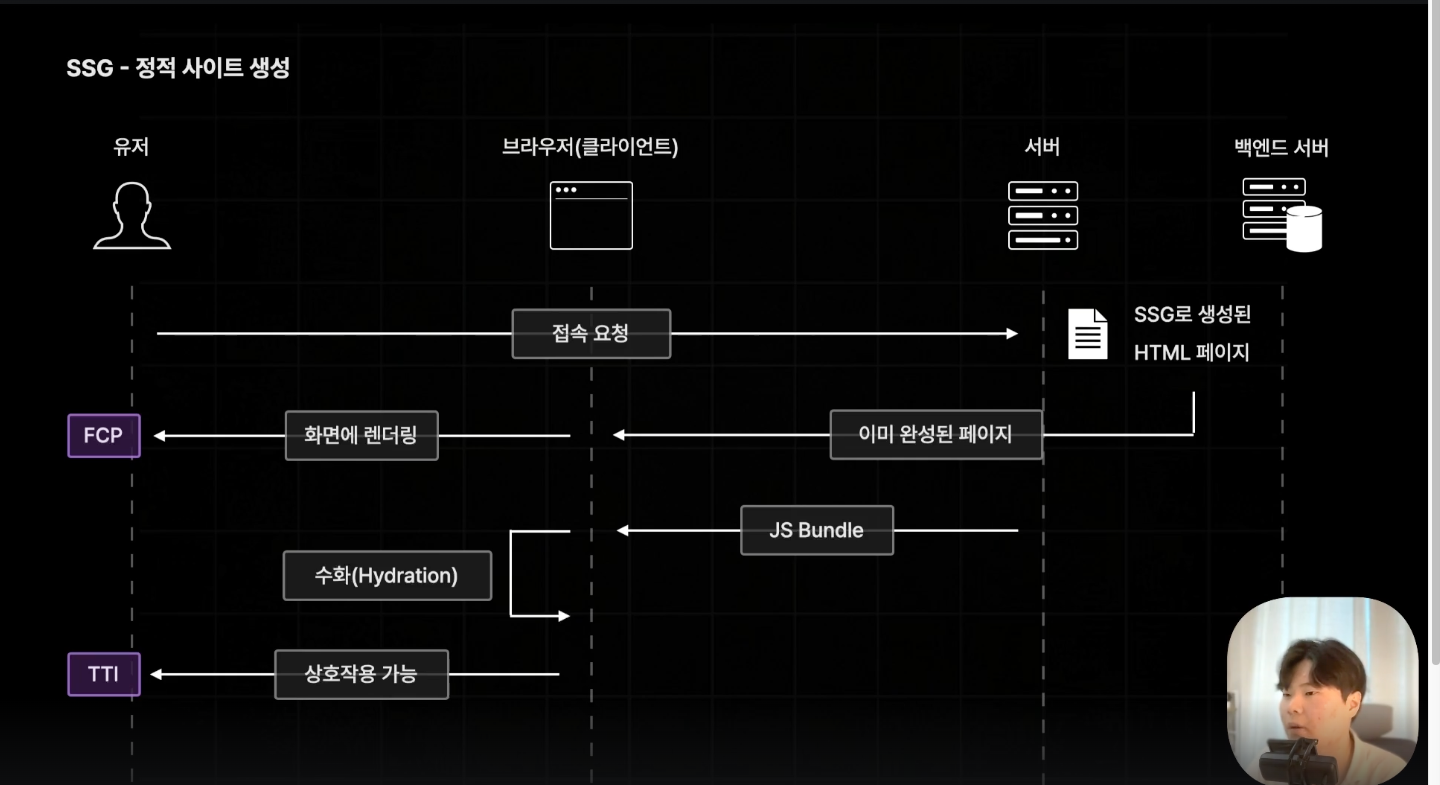 SSG - 정적 사이트 생성
유저
브라우저(클라이언트)
서버
백엔드 서버
접속 요청
SSG로 생성된
HTML 페이지
FCP
화면에 렌더링
이미 완성된 페이지
JS Bundle
수화(Hydration)
TTI
상호작용 가능